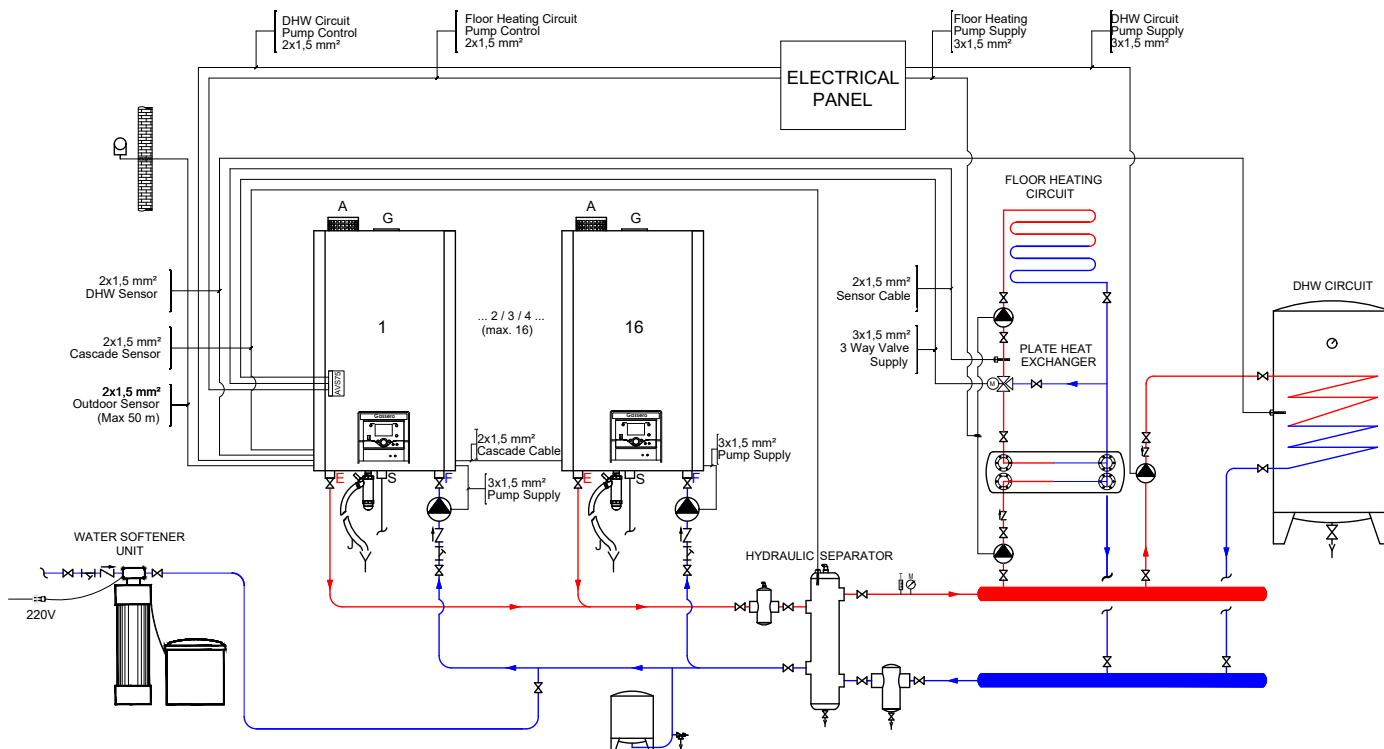 DHW Circuit
Pump Control
2x1,5 mm²
Floor Heating Circuit
Pump Control
2x1,5 mm²
Floor Heating
Pump Supply
3x1,5 mm²
DHW Circuit
Pump Supply
3x1,5 mm²
ELECTRICAL
PANEL
FLOOR HEATING
CIRCUIT
A
G
A
G
2x1,5 mm²
DHW Sensor
2x1,5 mm²
Sensor Cable
DHW CIRCUIT
1
... 2 / 3 / 4 ...
(max. 16)
16
2x1,5 mm²
Cascade Sensor
3x1,5 mm²
3 Way Valve
Supply
PLATE HEAT
EXCHANGER
M
AVS75
2x1,5 mm²
Outdoor Sensor
(Max 50 m)
Gassero
Gassero
2x1,5 mm²
Cascade Cable
3x1,5 mm²
Pump Supply
E
S
F
E
S
F
3x1,5 mm²
Pump Supply
J
J
WATER SOFTENER
UNIT
HYDRAULIC SEPARATOR
T
M
220V